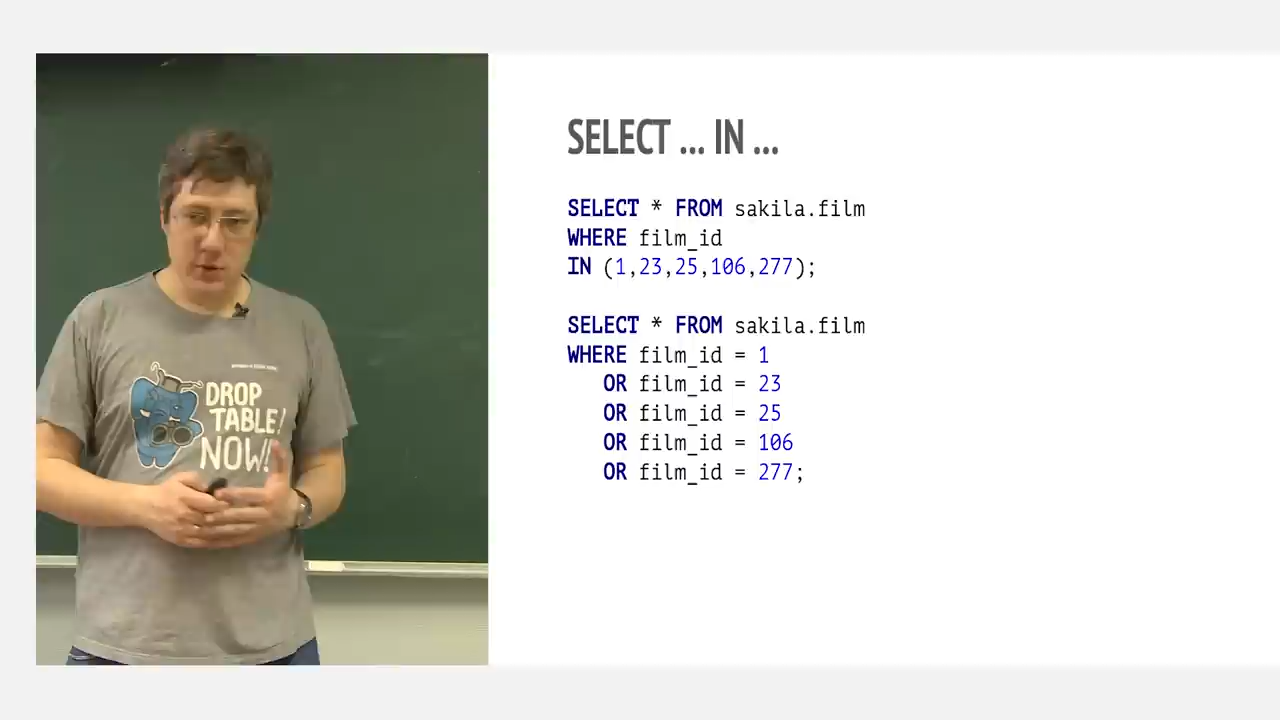 SELECT ... IN ...
SELECT * FROM sakila.film
WHERE film_id
IN (1,23,25,106,277);
SELECT * FROM sakila.film
WHERE film_id = 1
OR film_id = 23
OR film_id = 25
OR film_id = 106
OR film_id = 277;
DROP
TABLE!
NOW!